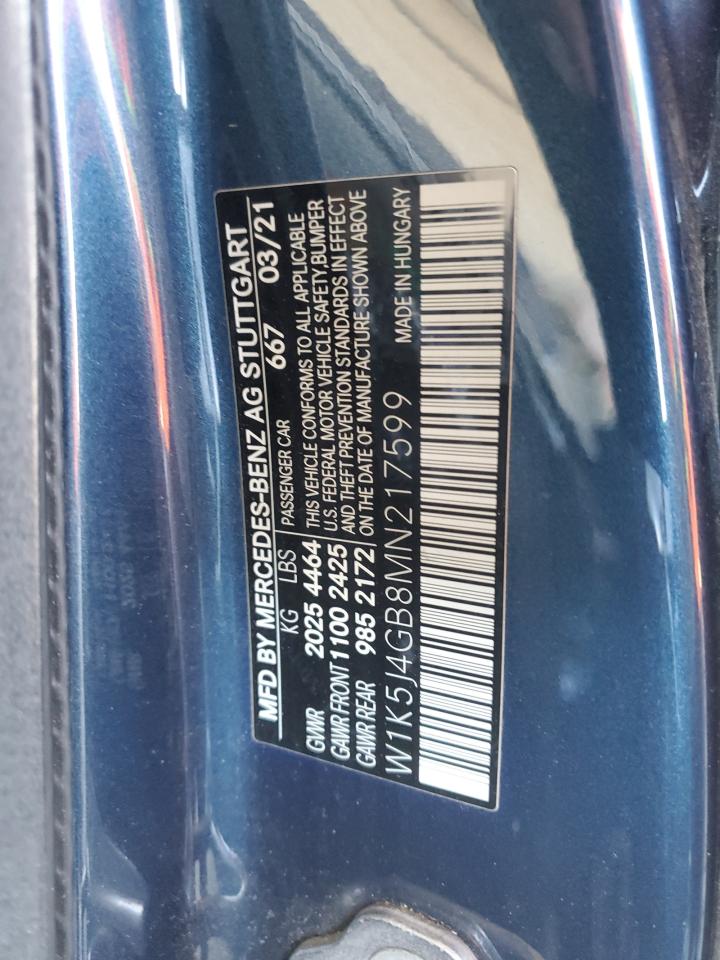 MFD BY MERCEDES-BENZ AG STUTTGART
KG LBS PASSENGER CAR 667 03/21
GVWR 2025 4464
GAWR FRONT 1100 2425
GAWR REAR 985 2172
THIS VEHICLE CONFORMS TO ALL APPLICABLE
U.S. FEDERAL MOTOR VEHICLE SAFETY,BUMPER
AND THEFT PREVENTION STANDARDS IN EFFECT
ON THE DATE OF MANUFACTURE SHOWN ABOVE
W1K5J4GB8MN217599 MADE IN HUNGARY